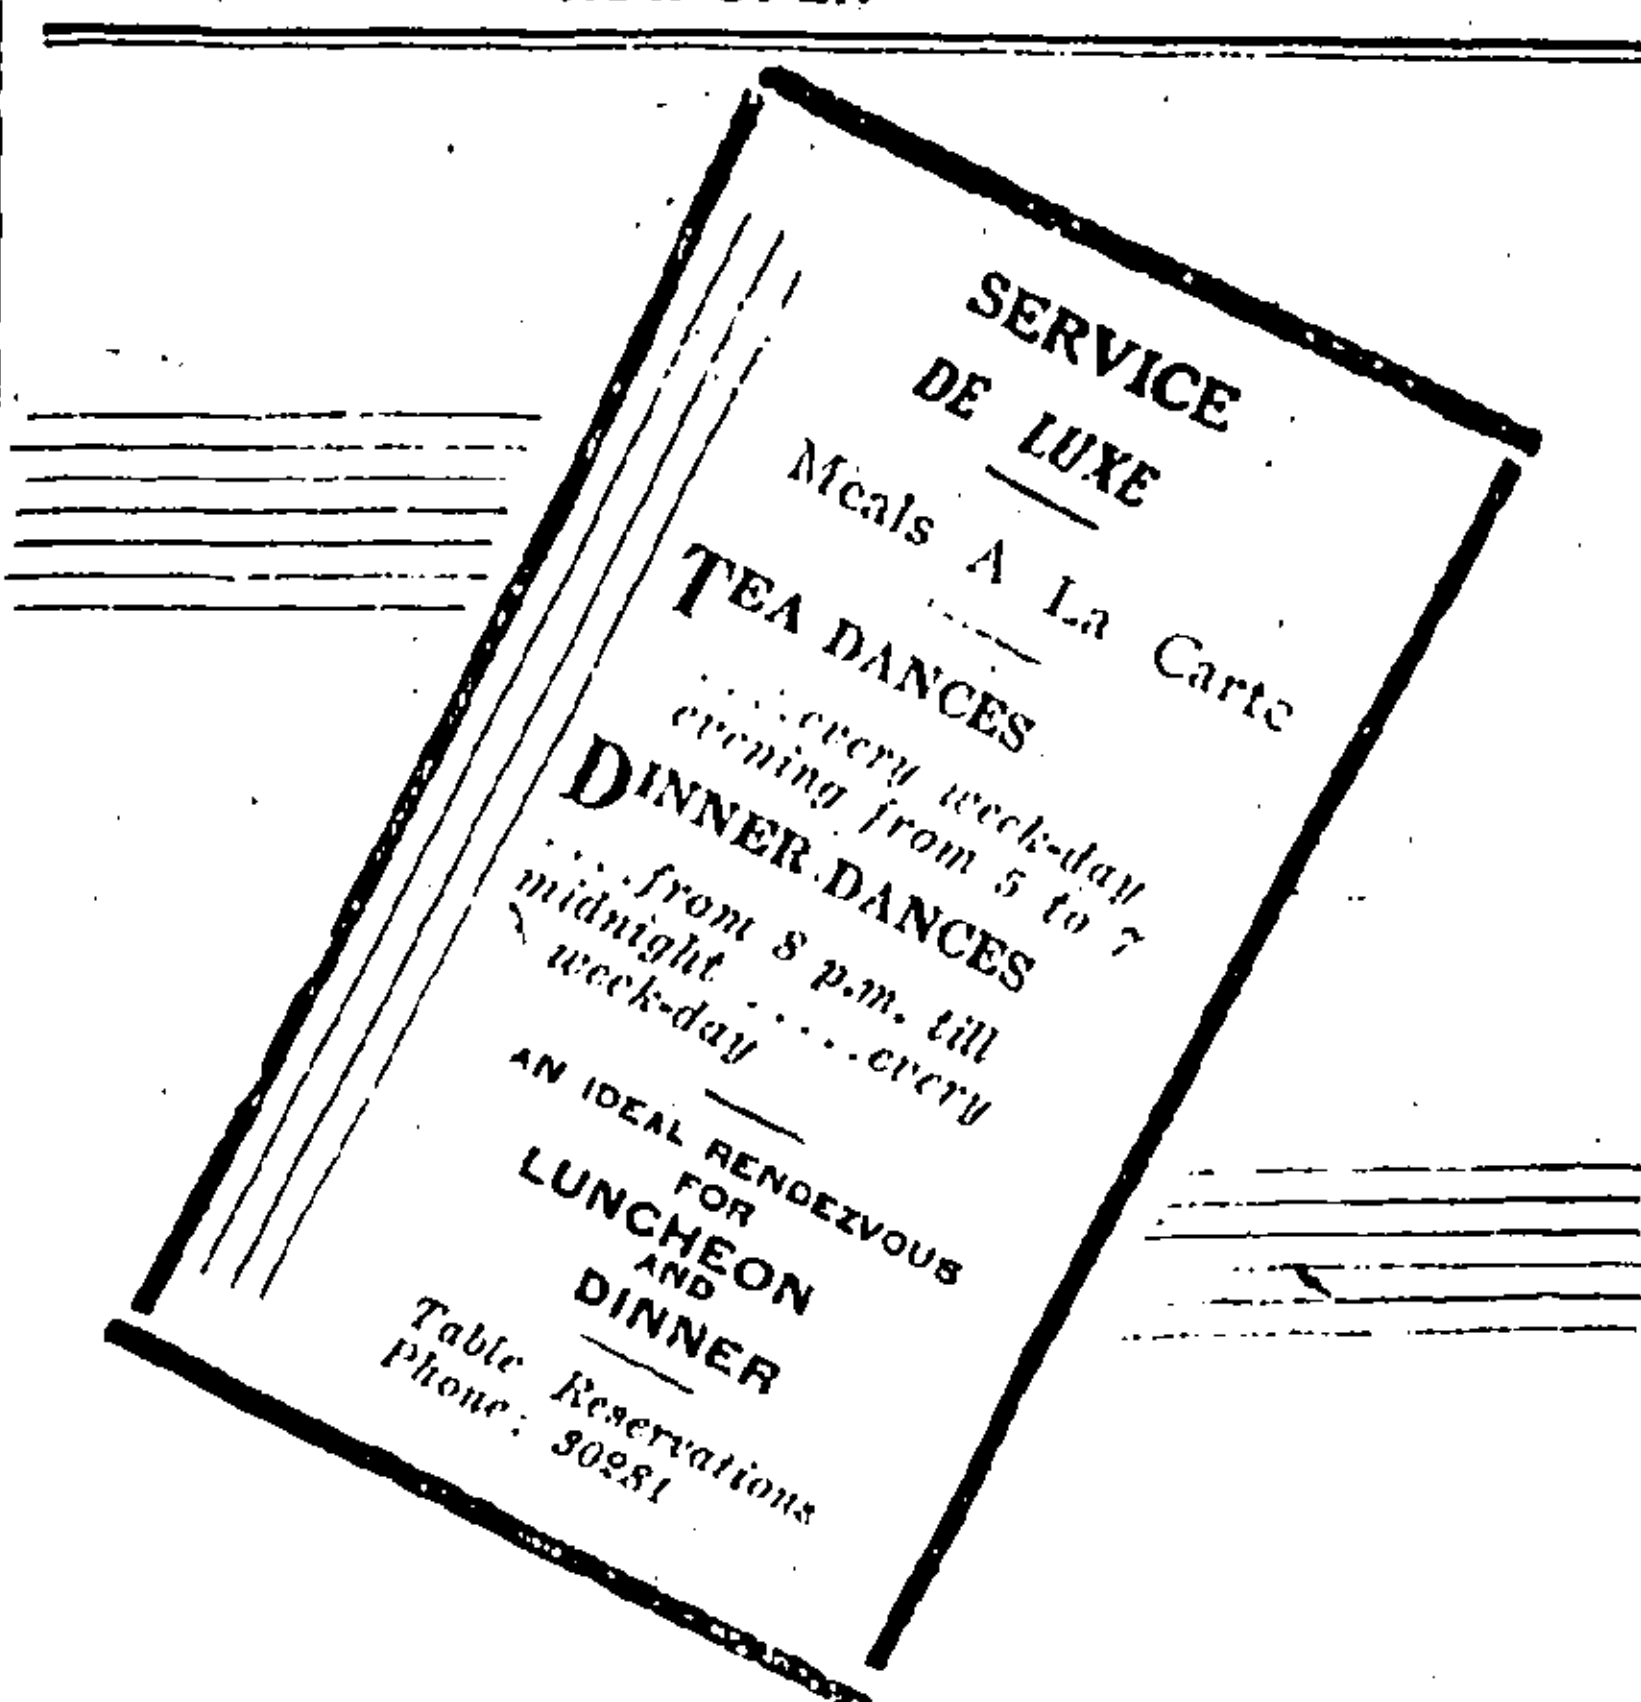 SERVICE
DE LUXE
Meals A La Carte
TEA DANCES
....every week-day
evening from 5 to 7
DINNER DANCES
....from 8 p.m. till
midnight .....every
week-day
AN IDEAL RENDEZVOUS
FOR
LUNCHEON
AND
DINNER
Table Reservations
phone: 30281